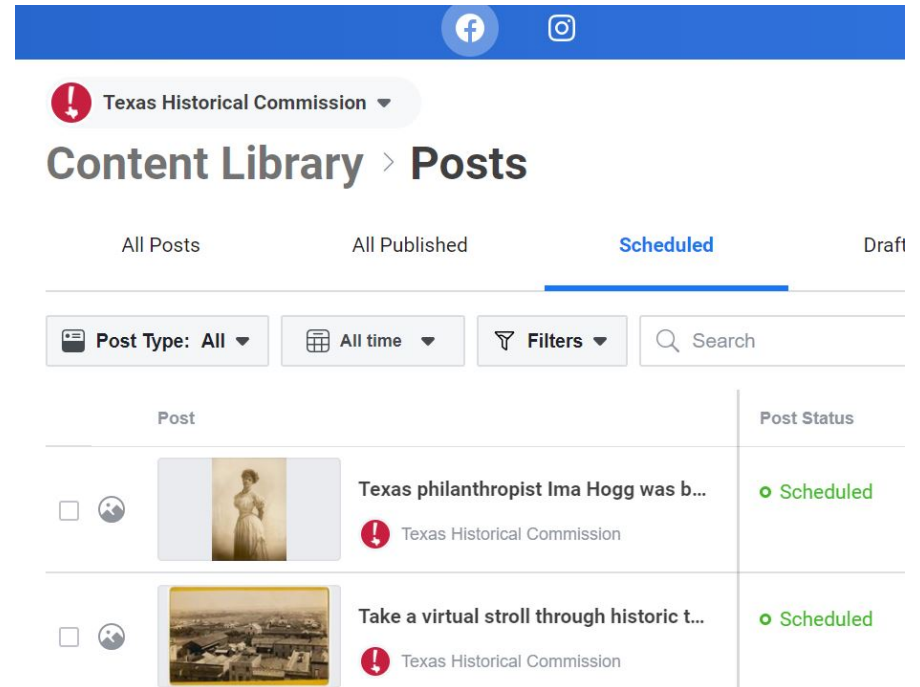 Texas Historical Commission
Content Library > Posts
All Posts All Published Scheduled Draft
Post Type: All All time Filters Search
Post Post Status
Texas philanthropist Ima Hogg was b... Scheduled
Texas Historical Commission
Take a virtual stroll through historic t... Scheduled
Texas Historical Commission